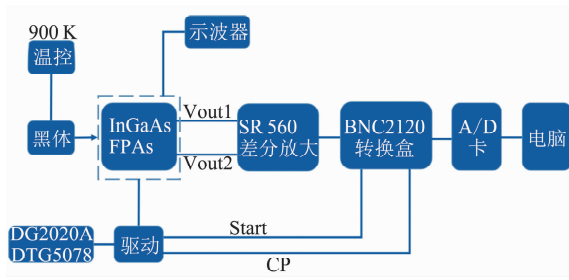 900 K
温控
黑体
示波器
InGaAs
FPAs
Vout1
Vout2
SR 560
差分放大
BNC2120
转换盒
A/D
卡
电脑
DG2020A
DTG5078
驱动
Start
CP